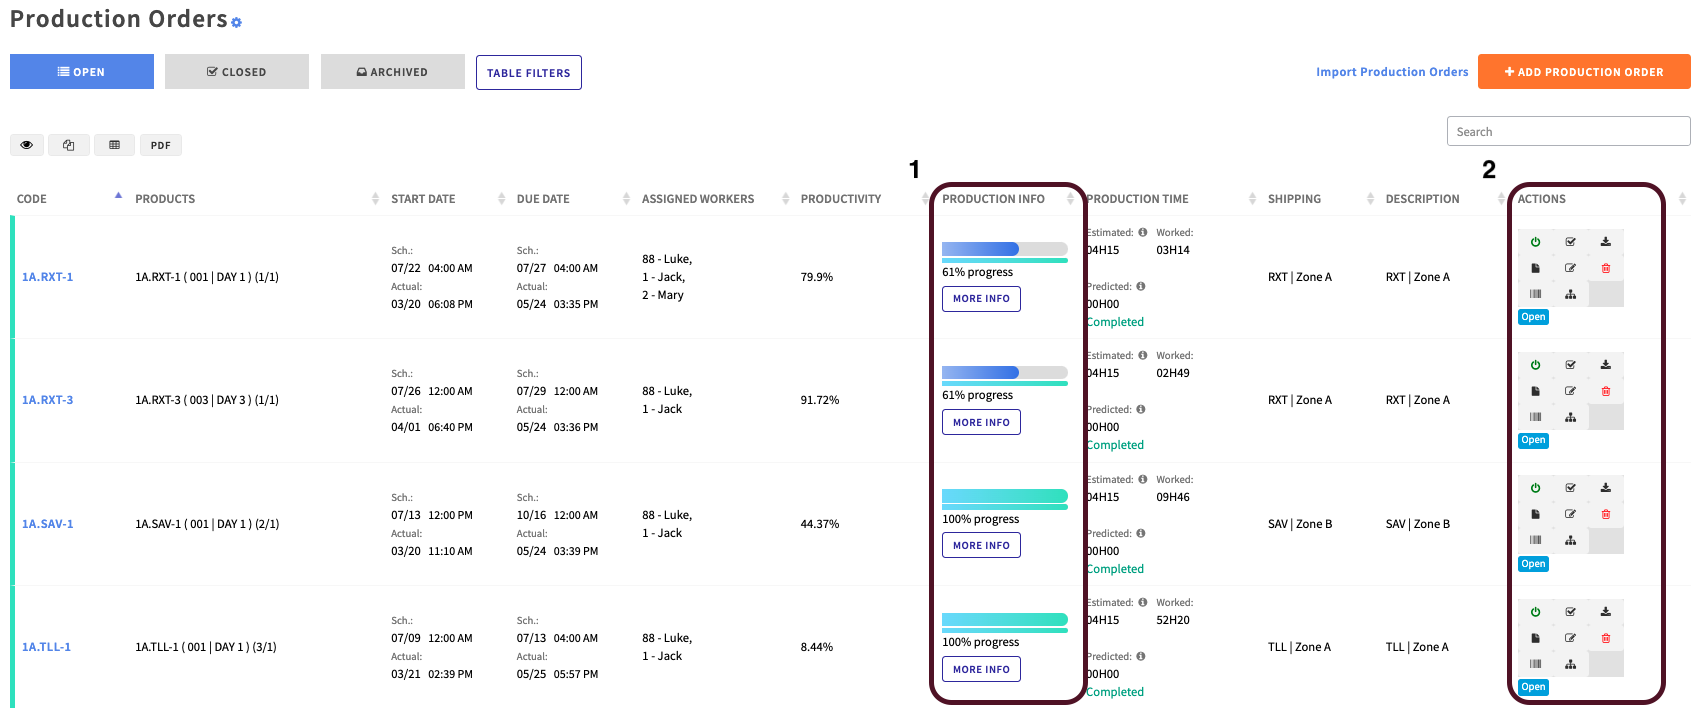 Production Orders
OPEN CLOSED ARCHIVED TABLE FILTERS Import Production Orders + ADD PRODUCTION ORDER
Search
PDF
1 2
CODE PRODUCTS START DATE DUE DATE ASSIGNED WORKERS PRODUCTIVITY PRODUCTION INFO PRODUCTION TIME SHIPPING DESCRIPTION ACTIONS
Estimated: Worked:
Sch.: Sch.: 04H15 03H14
88 - Luke,
07/22 04:00 AM 07/27 04:00 AM
1A.RXT-1 1A.RXT-1 ( 001 | DAY 1 ) (1/1) 1 - Jack, 79.9% 61% progress RXT | Zone A RXT | Zone A
Actual: Actual: Predicted:
2 - Mary MORE INFO
03/20 06:08 PM 05/24 03:35 PM 00H00
Completed Open
Estimated: Worked:
Sch.: Sch.: 04H15 02H49
07/26 12:00 AM 07/29 12:00 AM 88 - Luke, 61% progress
1A.RXT-3 1A.RXT-3 ( 003 | DAY 3 ) (1/1) 91.72% RXT | Zone A RXT | Zone A
Actual: Actual: 1 - Jack Predicted:
04/01 06:40 PM 05/24 03:36 PM MORE INFO 00H00
Completed Open
Estimated: Worked:
Sch.: Sch.: 04H15 09H46
07/13 12:00 PM 10/16 12:00 AM 88 - Luke, 100% progress
1A.SAV-1 1A.SAV-1 ( 001 | DAY 1 ) (2/1) 44.37% SAV | Zone B SAV | Zone B
Actual: Actual: 1 - Jack Predicted:
03/20 11:10 AM 05/24 03:39 PM MORE INFO 00H00
Completed Open
Estimated: Worked:
Sch.: Sch.: 04H15 52H20
07/09 12:00 AM 07/13 04:00 AM 88 - Luke, 100% progress
1A.TLL-1 1A.TLL-1 ( 001 | DAY 1 ) (3/1) 8.44% TLL | Zone A TLL | Zone A
Actual: Actual: 1 - Jack Predicted:
03/21 02:39 PM 05/25 05:57 PM MORE INFO 00H00
Completed Open